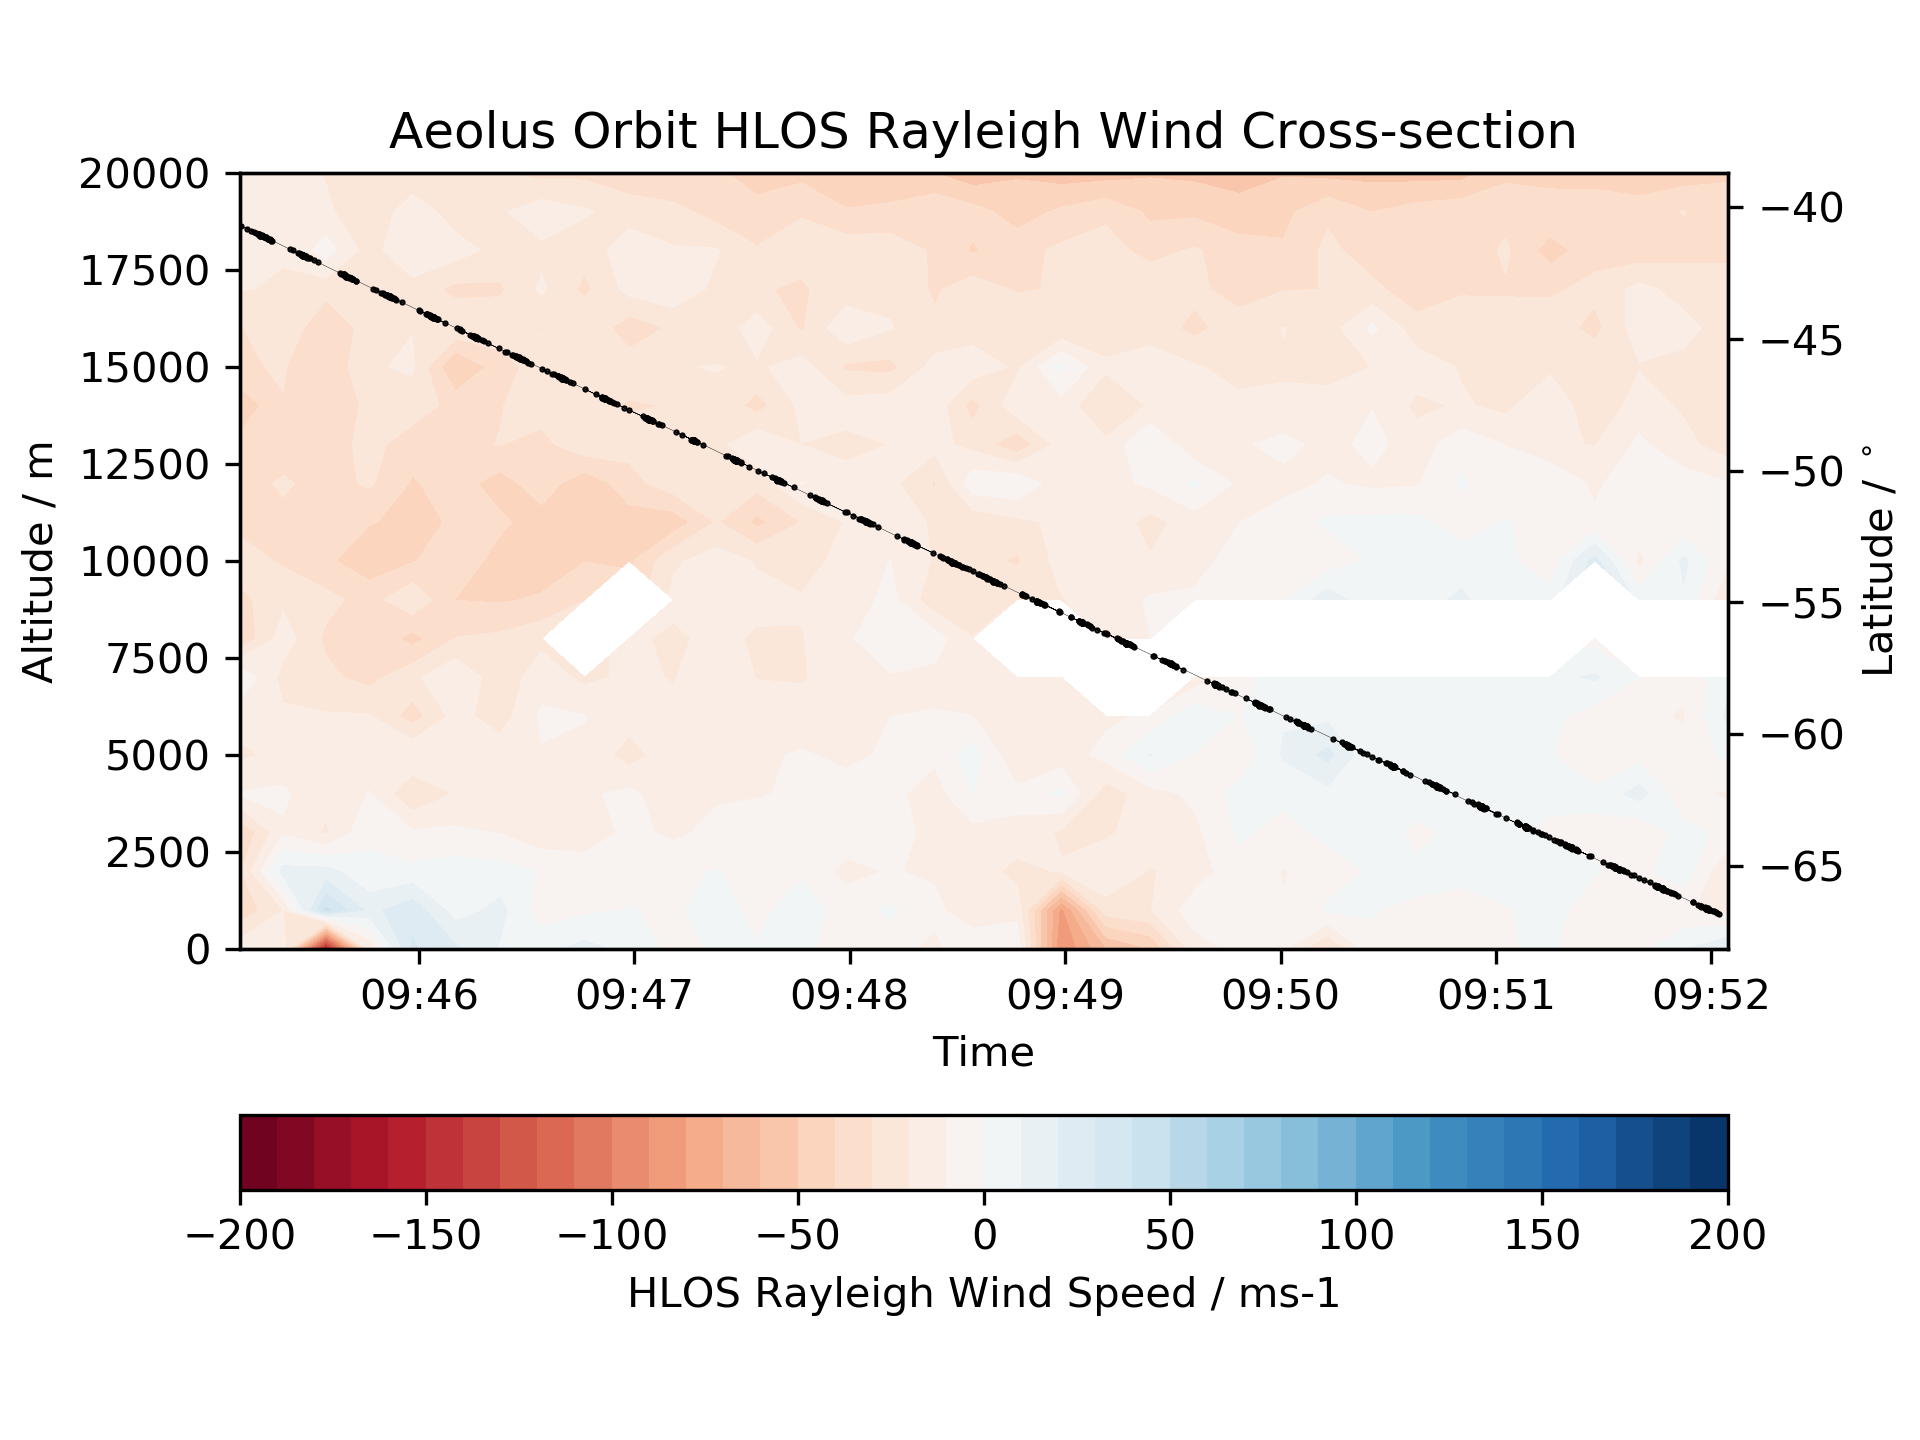 Aeolus Orbit HLOS Rayleigh Wind Cross-section
20000
17500
15000
12500
10000
7500
5000
2500
0
Altitude / m
−40
−45
−50
−55
−60
−65
Latitude / °
09:46 09:47 09:48 09:49 09:50 09:51 09:52
Time
−200 −150 −100 −50 0 50 100 150 200
HLOS Rayleigh Wind Speed / ms-1